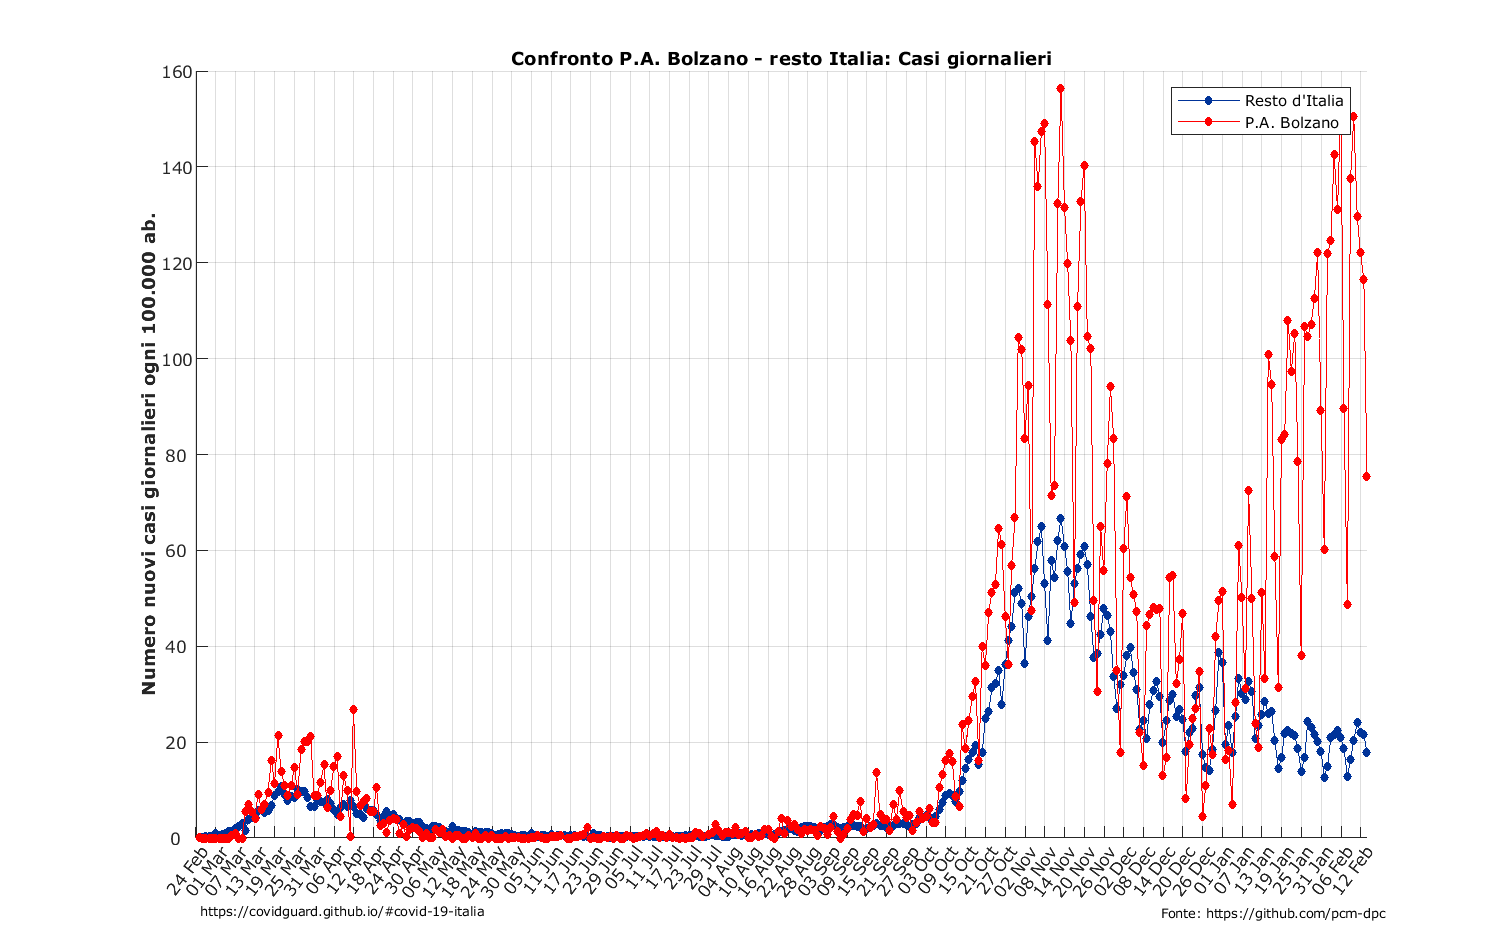 Confronto P.A. Bolzano - resto Italia: Casi giornalieri
Numero nuovi casi giornalieri ogni 100.000 ab.
160
140
120
100
80
60
40
20
0
Resto d'Italia
P.A. Bolzano
24 Feb
01 Mar
07 Mar
13 Mar
19 Mar
25 Mar
31 Mar
06 Apr
12 Apr
18 Apr
24 Apr
30 Apr
06 May
12 May
18 May
24 May
30 May
05 Jun
11 Jun
17 Jun
23 Jun
29 Jun
05 Jul
11 Jul
17 Jul
23 Jul
29 Jul
04 Aug
10 Aug
16 Aug
22 Aug
28 Aug
03 Sep
09 Sep
15 Sep
21 Sep
27 Sep
03 Oct
09 Oct
15 Oct
21 Oct
27 Oct
02 Nov
08 Nov
14 Nov
20 Nov
26 Nov
02 Dec
08 Dec
14 Dec
20 Dec
26 Dec
01 Jan
07 Jan
13 Jan
19 Jan
25 Jan
31 Jan
06 Feb
12 Feb
https://covidguard.github.io/#covid-19-italia
Fonte: https://github.com/pcm-dpc